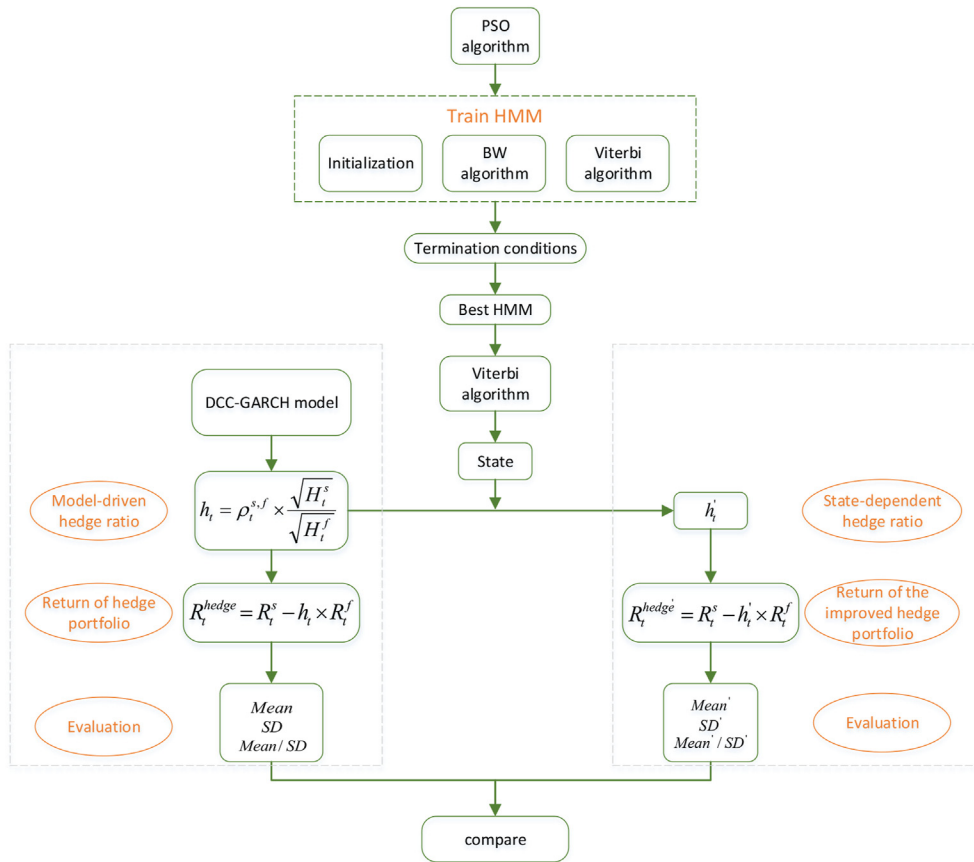 PSO
algorithm
Train HMM
Initialization
BW
algorithm
Viterbi
algorithm
Termination conditions
Best HMM
Viterbi
algorithm
State
DCC-GARCH model
Model-driven
hedge ratio
h_t = ρ_t^{s,f} × √(H_t^s) / √(H_t^f)
h_t^'
State-dependent
hedge ratio
Return of hedge
portfolio
R_t^{hedge} = R_t^s − h_t × R_t^f
R_t^{hedge'} = R_t^s − h_t^' × R_t^f
Return of the
improved hedge
portfolio
Evaluation
Mean
SD
Mean / SD
Mean'
SD'
Mean' / SD'
Evaluation
compare